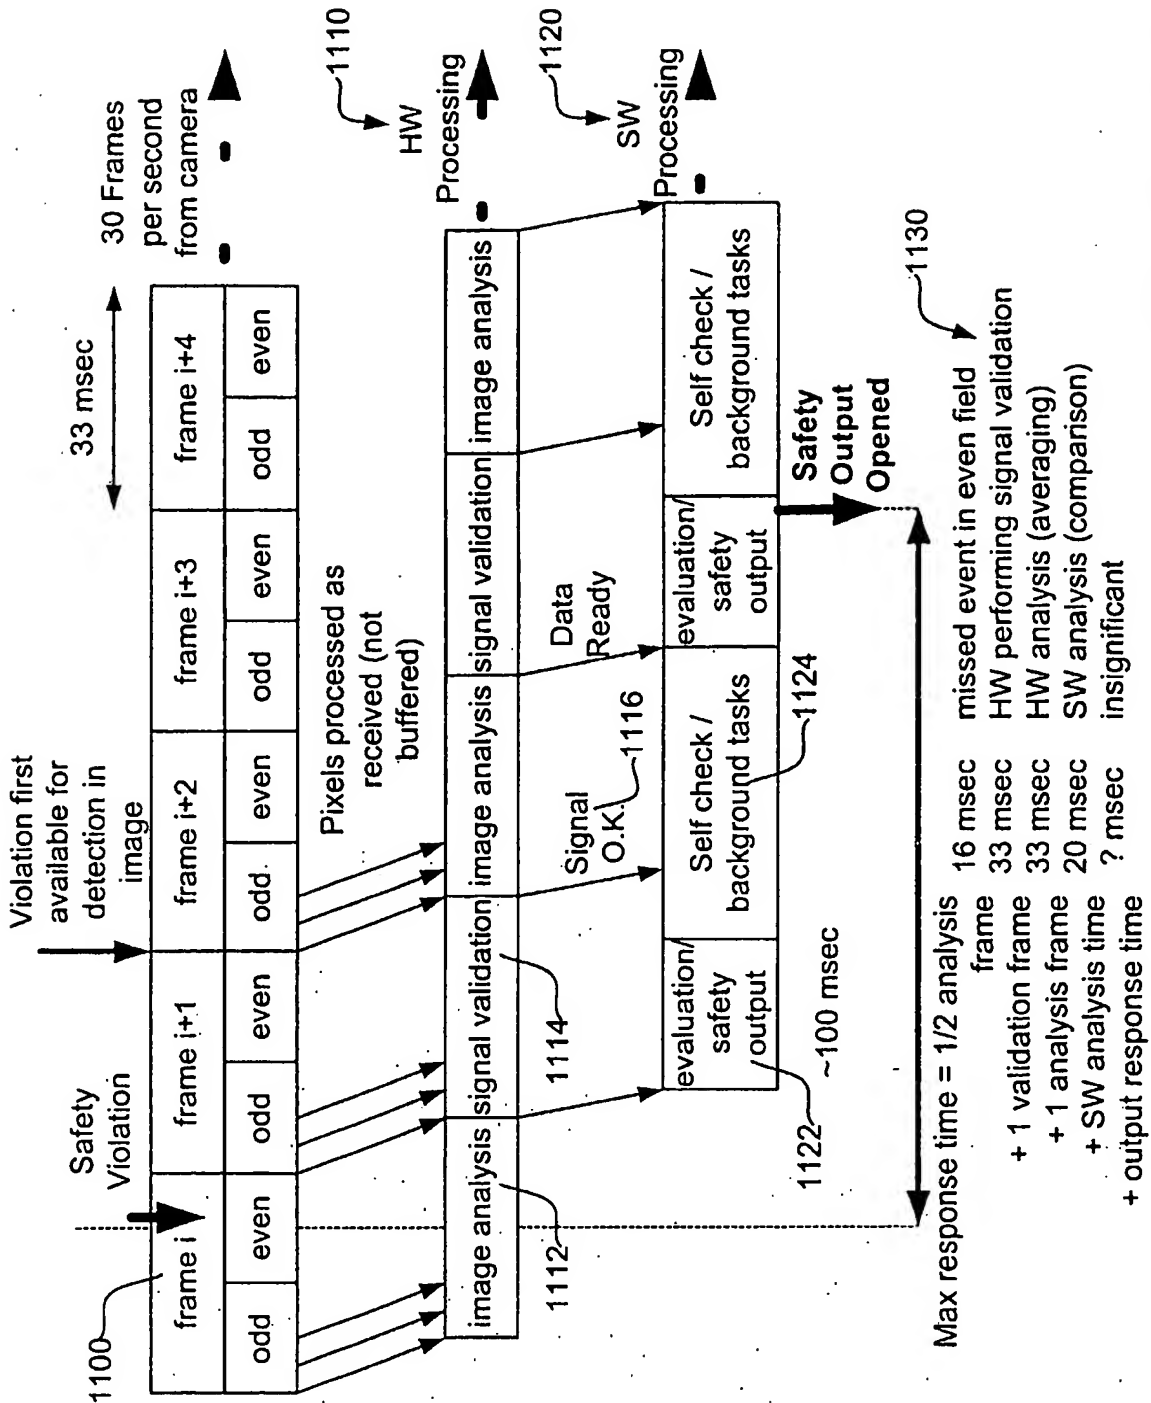 Safety
Violation
Violation first
available for
detection in
image
33 msec
30 Frames
per second
from camera
1100
frame i
frame i+1
frame i+2
frame i+3
frame i+4
odd
even
odd
even
odd
even
odd
even
odd
even
Pixels processed as
received (not
buffered)
1110
HW
Processing
image analysis
signal validation
image analysis
signal validation
image analysis
1112
1114
Signal
O.K.
1116
Data
Ready
1120
SW
Processing
evaluation/
safety
output
Self check /
background tasks
evaluation/
safety
output
Self check /
background tasks
1122
~100 msec
1124
Safety
Output
Opened
1130
Max response time = 1/2 analysis
frame
16 msec
missed event in even field
+ 1 validation frame
33 msec
HW performing signal validation
+ 1 analysis frame
33 msec
HW analysis (averaging)
+ SW analysis time
20 msec
SW analysis (comparison)
+ output response time
? msec
insignificant